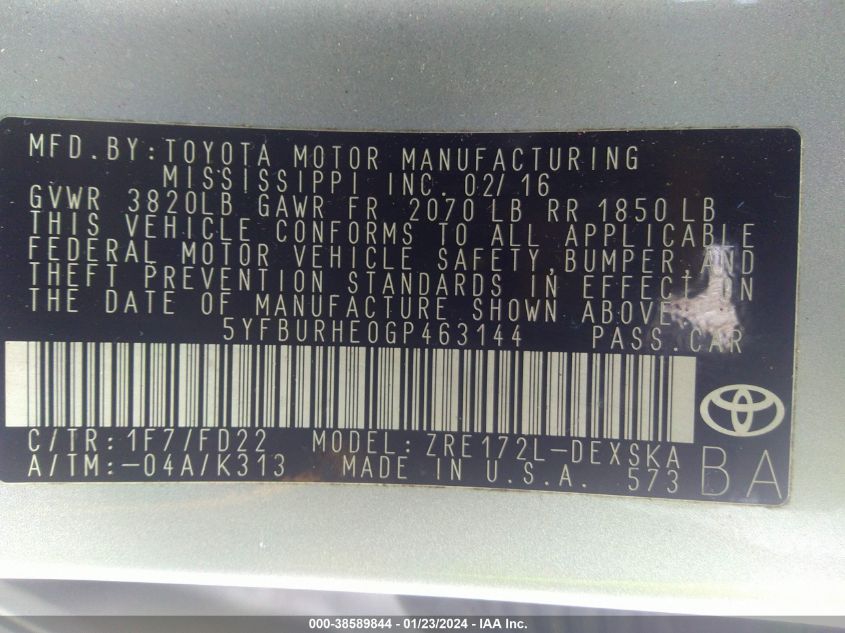 MFD.BY:TOYOTA MOTOR MANUFACTURING
MISSISSIPPI INC. 02/16
GVWR 3820LB GAWR FR 2070 LB RR 1850 LB
THIS VEHICLE CONFORMS TO ALL APPLICABLE
FEDERAL MOTOR VEHICLE SAFETY,BUMPER,AND
THEFT PREVENTION STANDARDS IN EFFECT ON
THE DATE OF MANUFACTURE SHOWN ABOVE.
5YFBURHE0GP463144 PASS.CAR
C/TR:1F7/FD22 MODEL:ZRE172L-DEXSKA
A/TM:-04A/K313 MADE IN U.S.A. 573 BA
000-38589844 - 01/23/2024 - IAA Inc.